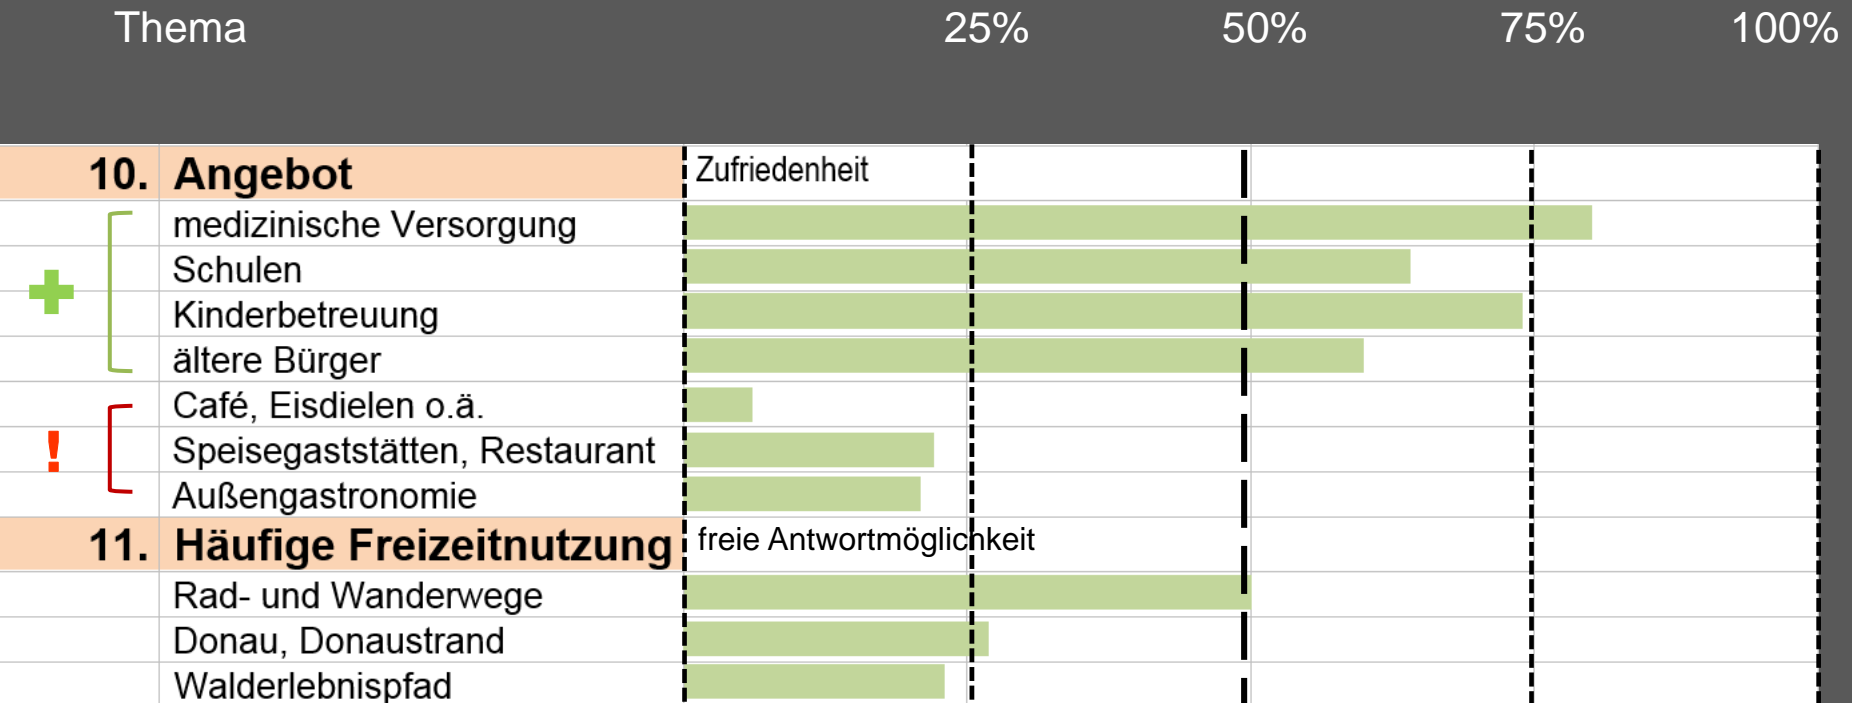 Thema 25% 50% 75% 100%
10. Angebot Zufriedenheit
medizinische Versorgung
Schulen
Kinderbetreuung
ältere Bürger
Café, Eisdielen o.ä.
! Speisegaststätten, Restaurant
Außengastronomie
11. Häufige Freizeitnutzung freie Antwortmöglichkeit
Rad- und Wanderwege
Donau, Donaustrand
Walderlebnispfad